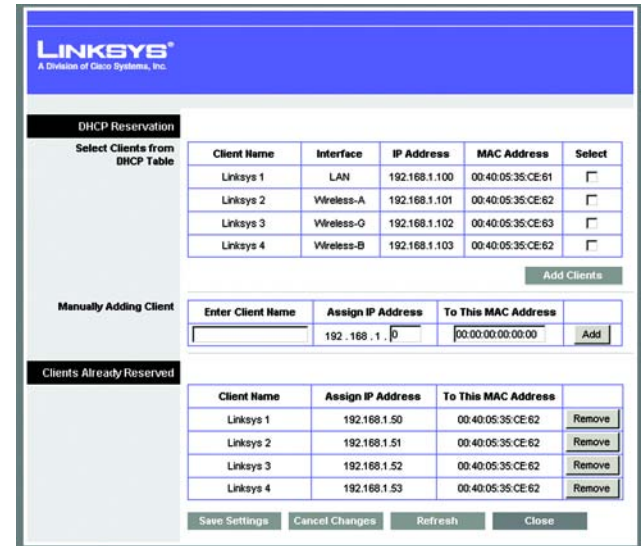 LINKSYS®
A Division of Cisco Systems, Inc.
DHCP Reservation
Select Clients from
DHCP Table
Client Name Interface IP Address MAC Address Select
Linksys 1 LAN 192.168.1.100 00:40:05:35:CE:61
Linksys 2 Wireless-A 192.168.1.101 00:40:05:35:CE:62
Linksys 3 Wireless-G 192.168.1.102 00:40:05:35:CE:63
Linksys 4 Wireless-B 192.168.1.103 00:40:05:35:CE:62
Add Clients
Manually Adding Client
Enter Client Name Assign IP Address To This MAC Address
192 . 168 . 1 . 0 00:00:00:00:00:00 Add
Clients Already Reserved
Client Name Assign IP Address To This MAC Address
Linksys 1 192.168.1.50 00:40:05:35:CE:62 Remove
Linksys 2 192.168.1.51 00:40:05:35:CE:62 Remove
Linksys 3 192.168.1.52 00:40:05:35:CE:62 Remove
Linksys 4 192.168.1.53 00:40:05:35:CE:62 Remove
Save Settings Cancel Changes Refresh Close